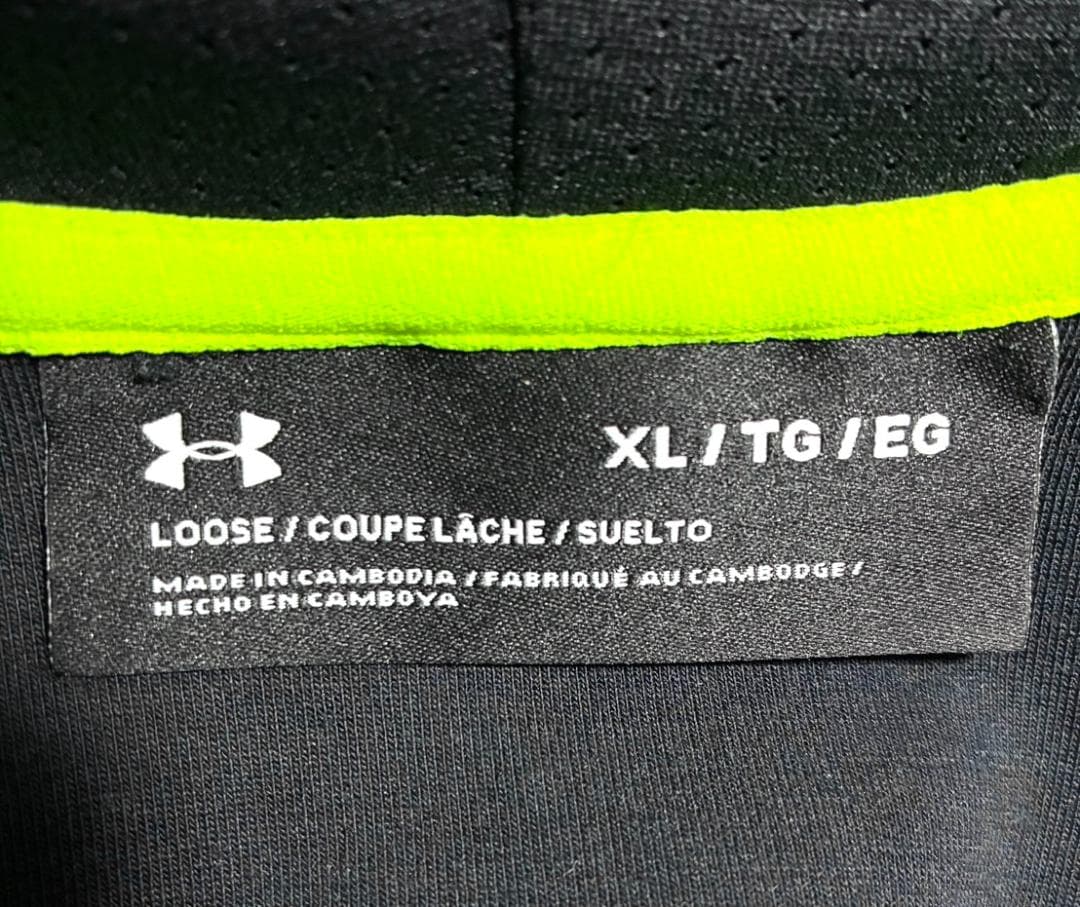 XL / TG / EG
LOOSE / COUPE LÂCHE / SUELTO
MADE IN CAMBODIA / FABRIQUÉ AU CAMBODGE /
HECHO EN CAMBOYA